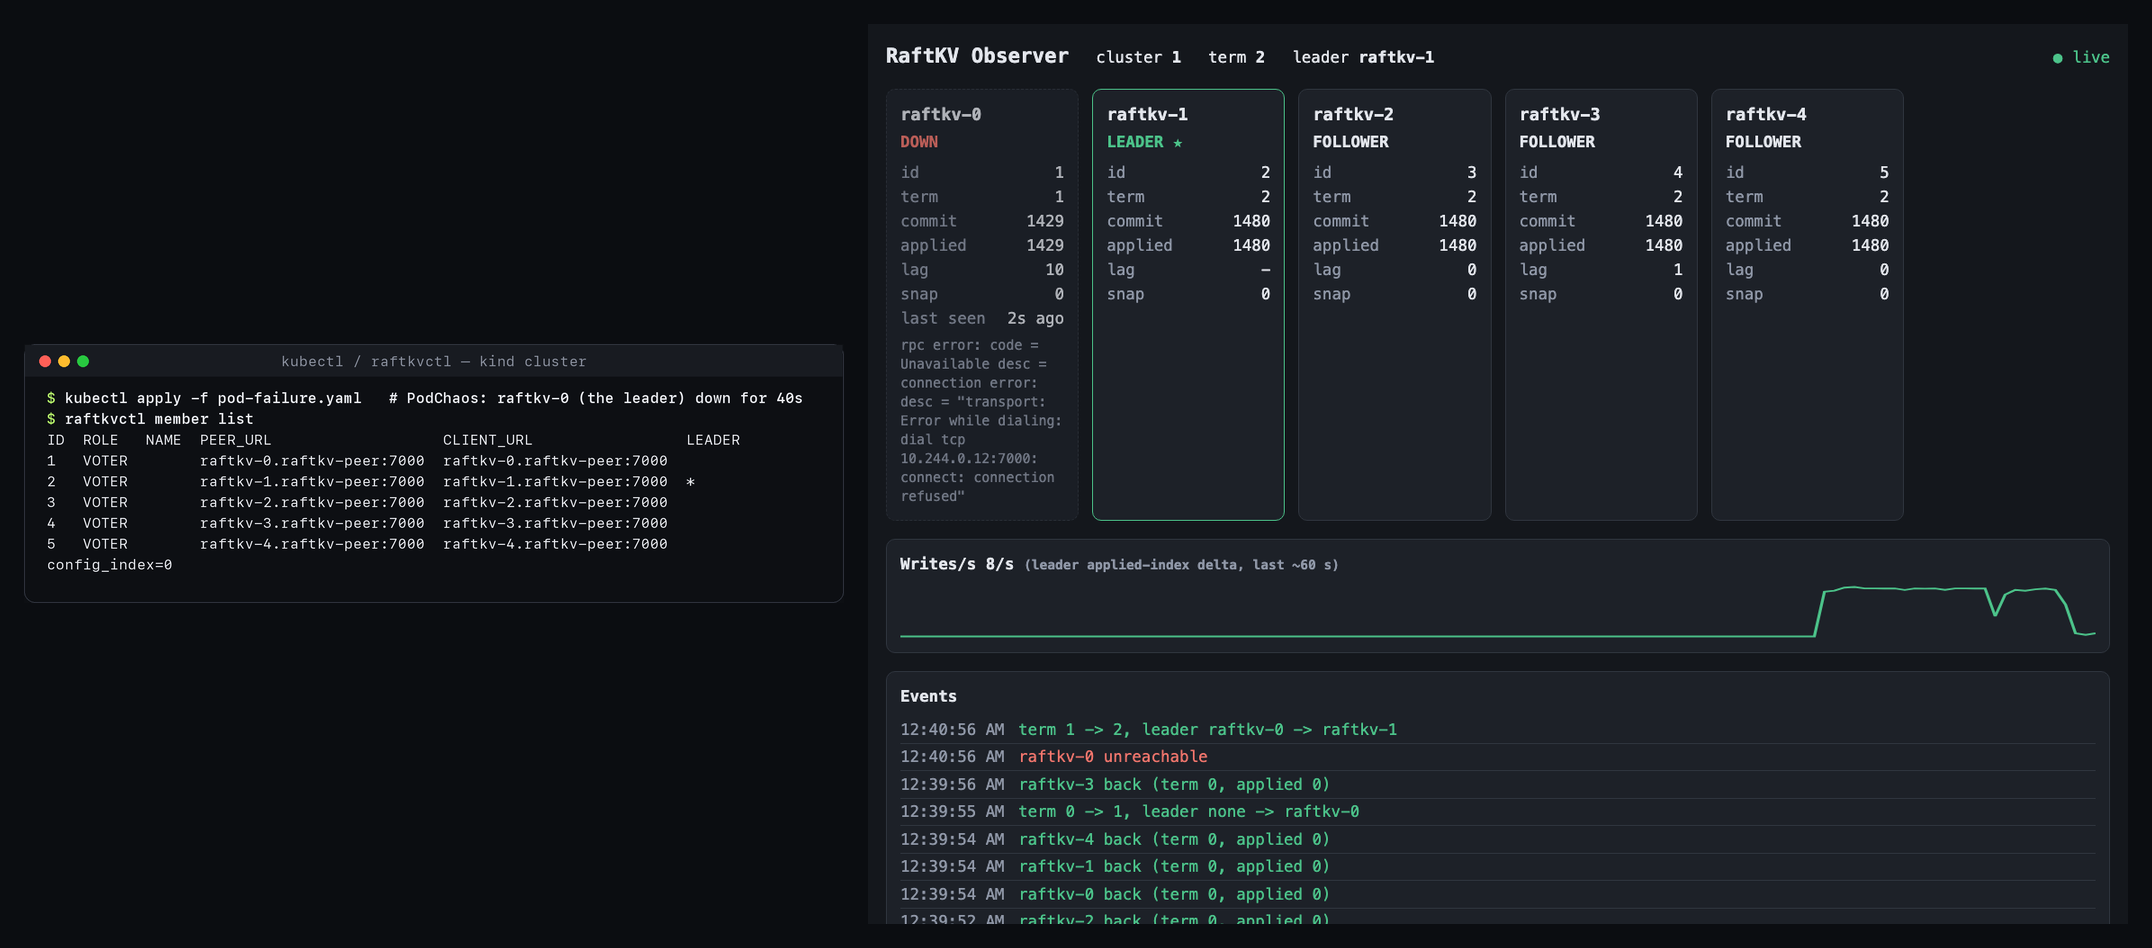 kubectl / raftkvctl — kind cluster
$ kubectl apply -f pod-failure.yaml   # PodChaos: raftkv-0 (the leader) down for 40s
$ raftkvctl member list
ID  ROLE   NAME  PEER_URL                   CLIENT_URL                 LEADER
1   VOTER        raftkv-0.raftkv-peer:7000  raftkv-0.raftkv-peer:7000
2   VOTER        raftkv-1.raftkv-peer:7000  raftkv-1.raftkv-peer:7000  *
3   VOTER        raftkv-2.raftkv-peer:7000  raftkv-2.raftkv-peer:7000
4   VOTER        raftkv-3.raftkv-peer:7000  raftkv-3.raftkv-peer:7000
5   VOTER        raftkv-4.raftkv-peer:7000  raftkv-4.raftkv-peer:7000
config_index=0
RaftKV Observer cluster 1 term 2 leader raftkv-1 ● live
raftkv-0
DOWN
id 1
term 1
commit 1429
applied 1429
lag 10
snap 0
last seen 2s ago
rpc error: code =
Unavailable desc =
connection error:
desc = "transport:
Error while dialing:
dial tcp
10.244.0.12:7000:
connect: connection
refused"
raftkv-1
LEADER ★
id 2
term 2
commit 1480
applied 1480
lag –
snap 0
raftkv-2
FOLLOWER
id 3
term 2
commit 1480
applied 1480
lag 0
snap 0
raftkv-3
FOLLOWER
id 4
term 2
commit 1480
applied 1480
lag 1
snap 0
raftkv-4
FOLLOWER
id 5
term 2
commit 1480
applied 1480
lag 0
snap 0
Writes/s 8/s (leader applied-index delta, last ~60 s)
Events
12:40:56 AM term 1 -> 2, leader raftkv-0 -> raftkv-1
12:40:56 AM raftkv-0 unreachable
12:39:56 AM raftkv-3 back (term 0, applied 0)
12:39:55 AM term 0 -> 1, leader none -> raftkv-0
12:39:54 AM raftkv-4 back (term 0, applied 0)
12:39:54 AM raftkv-1 back (term 0, applied 0)
12:39:54 AM raftkv-0 back (term 0, applied 0)
12:39:52 AM raftkv-2 back (term 0, applied 0)